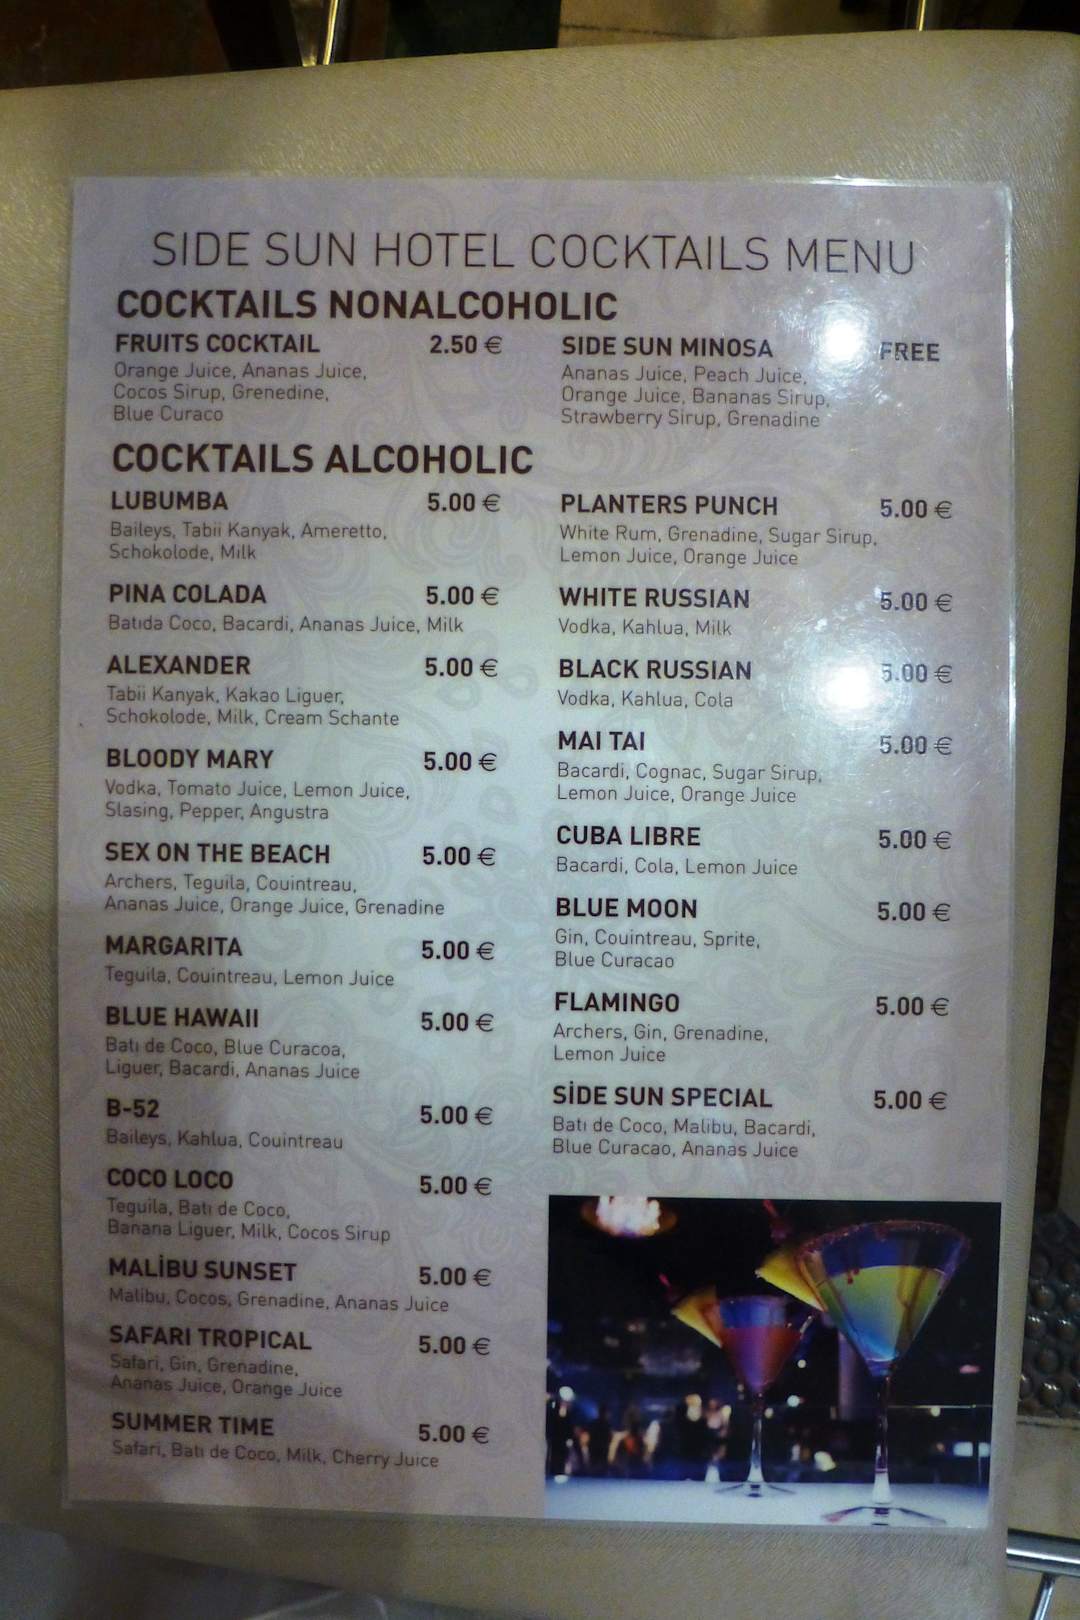 SIDE SUN HOTEL COCKTAILS MENU
COCKTAILS NONALCOHOLIC
FRUITS COCKTAIL 2.50 €
Orange Juice, Ananas Juice,
Cocos Sirup, Grenedine,
Blue Curaco
SIDE SUN MINOSA FREE
Ananas Juice, Peach Juice,
Orange Juice, Bananas Sirup,
Strawberry Sirup, Grenadine
COCKTAILS ALCOHOLIC
LUBUMBA 5.00 €
Baileys, Tabii Kanyak, Ameretto,
Schokolode, Milk
PINA COLADA 5.00 €
Batıda Coco, Bacardi, Ananas Juice, Milk
ALEXANDER 5.00 €
Tabii Kanyak, Kakao Liguer,
Schokolode, Milk, Cream Schante
BLOODY MARY 5.00 €
Vodka, Tomato Juice, Lemon Juice,
Slasing, Pepper, Angustra
SEX ON THE BEACH 5.00 €
Archers, Teguila, Couintreau,
Ananas Juice, Orange Juice, Grenadine
MARGARITA 5.00 €
Teguila, Couintreau, Lemon Juice
BLUE HAWAII 5.00 €
Batı de Coco, Blue Curacoa,
Liguer, Bacardi, Ananas Juice
B-52 5.00 €
Baileys, Kahlua, Couintreau
COCO LOCO 5.00 €
Teguila, Batı de Coco,
Banana Liguer, Milk, Cocos Sirup
MALİBU SUNSET 5.00 €
Malibu, Cocos, Grenadine, Ananas Juice
SAFARI TROPICAL 5.00 €
Safari, Gin, Grenadine,
Ananas Juice, Orange Juice
SUMMER TIME 5.00 €
Safari, Batı de Coco, Milk, Cherry Juice
PLANTERS PUNCH 5.00 €
White Rum, Grenadine, Sugar Sirup,
Lemon Juice, Orange Juice
WHITE RUSSIAN 5.00 €
Vodka, Kahlua, Milk
BLACK RUSSIAN 5.00 €
Vodka, Kahlua, Cola
MAI TAI 5.00 €
Bacardi, Cognac, Sugar Sirup,
Lemon Juice, Orange Juice
CUBA LIBRE 5.00 €
Bacardi, Cola, Lemon Juice
BLUE MOON 5.00 €
Gin, Couintreau, Sprite,
Blue Curacao
FLAMINGO 5.00 €
Archers, Gin, Grenadine,
Lemon Juice
SİDE SUN SPECIAL 5.00 €
Batı de Coco, Malibu, Bacardi,
Blue Curacao, Ananas Juice